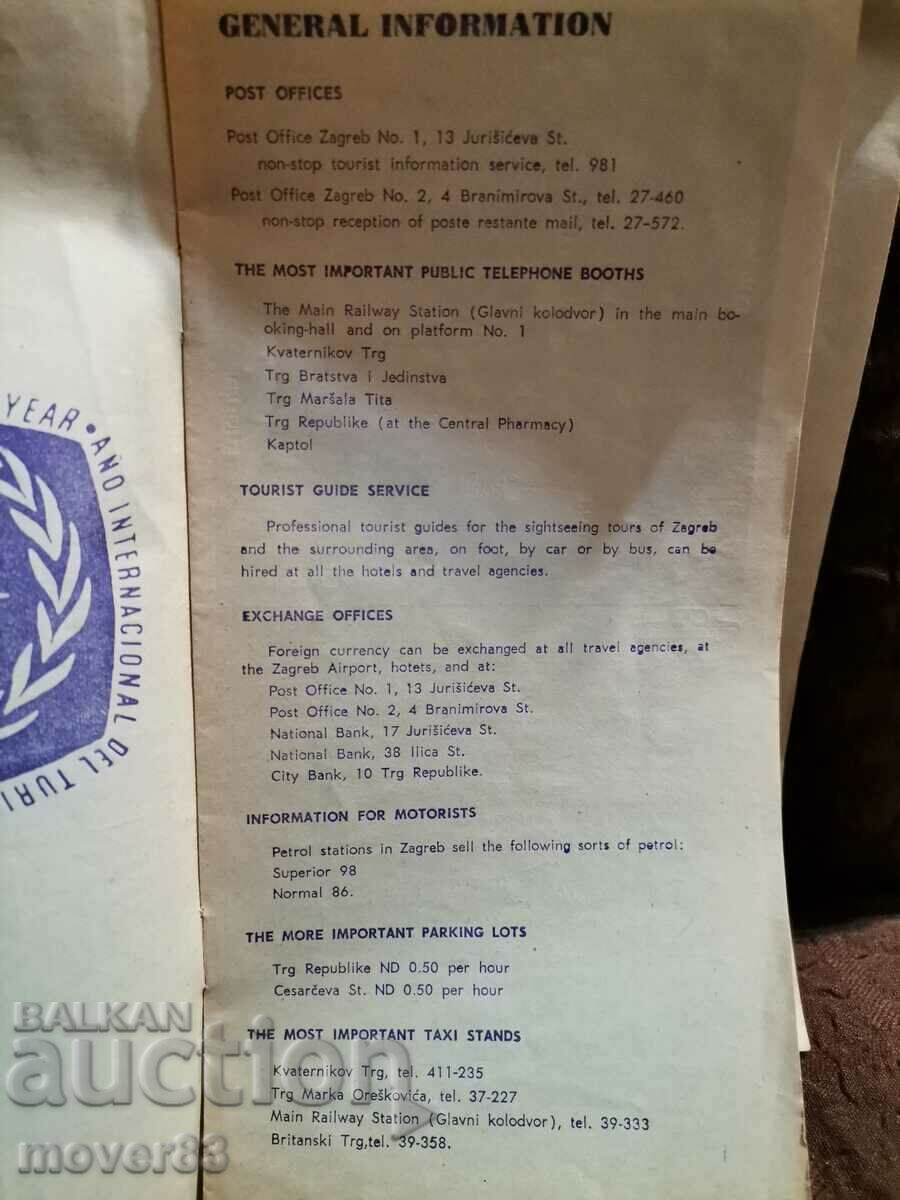 GENERAL INFORMATION
POST OFFICES
Post Office Zagreb No. 1, 13 Jurišićeva St.
non-stop tourist information service, tel. 981
Post Office Zagreb No. 2, 4 Branimirova St., tel. 27-460
non-stop reception of poste restante mail, tel. 27-572.
THE MOST IMPORTANT PUBLIC TELEPHONE BOOTHS
The Main Railway Station (Glavni kolodvor) in the main bo-
oking-hall and on platform No. 1
Kvaternikov Trg
Trg Bratstva i Jedinstva
Trg Maršala Tita
Trg Republike (at the Central Pharmacy)
Kaptol
TOURIST GUIDE SERVICE
Professional tourist guides for the sightseeing tours of Zagreb
and the surrounding area, on foot, by car or by bus, can be
hired at all the hotels and travel agencies.
EXCHANGE OFFICES
Foreign currency can be exchanged at all travel agencies, at
the Zagreb Airport, hotets, and at:
Post Office No. 1, 13 Jurišićeva St.
Post Office No. 2, 4 Branimirova St.
National Bank, 17 Jurišićeva St.
National Bank, 38 Ilica St.
City Bank, 10 Trg Republike.
INFORMATION FOR MOTORISTS
Petrol stations in Zagreb sell the following sorts of petrol:
Superior 98
Normal 86.
THE MORE IMPORTANT PARKING LOTS
Trg Republike ND 0.50 per hour
Cesarčeva St. ND 0.50 per hour
THE MOST IMPORTANT TAXI STANDS
Kvaternikov Trg, tel. 411-235
Trg Marka Oreškovića, tel. 37-227
Main Railway Station (Glavni kolodvor), tel. 39-333
Britanski Trg,tel. 39-358.
YEAR • AÑO INTERNACIONAL DEL TURI
BALKAN
auction
mover83